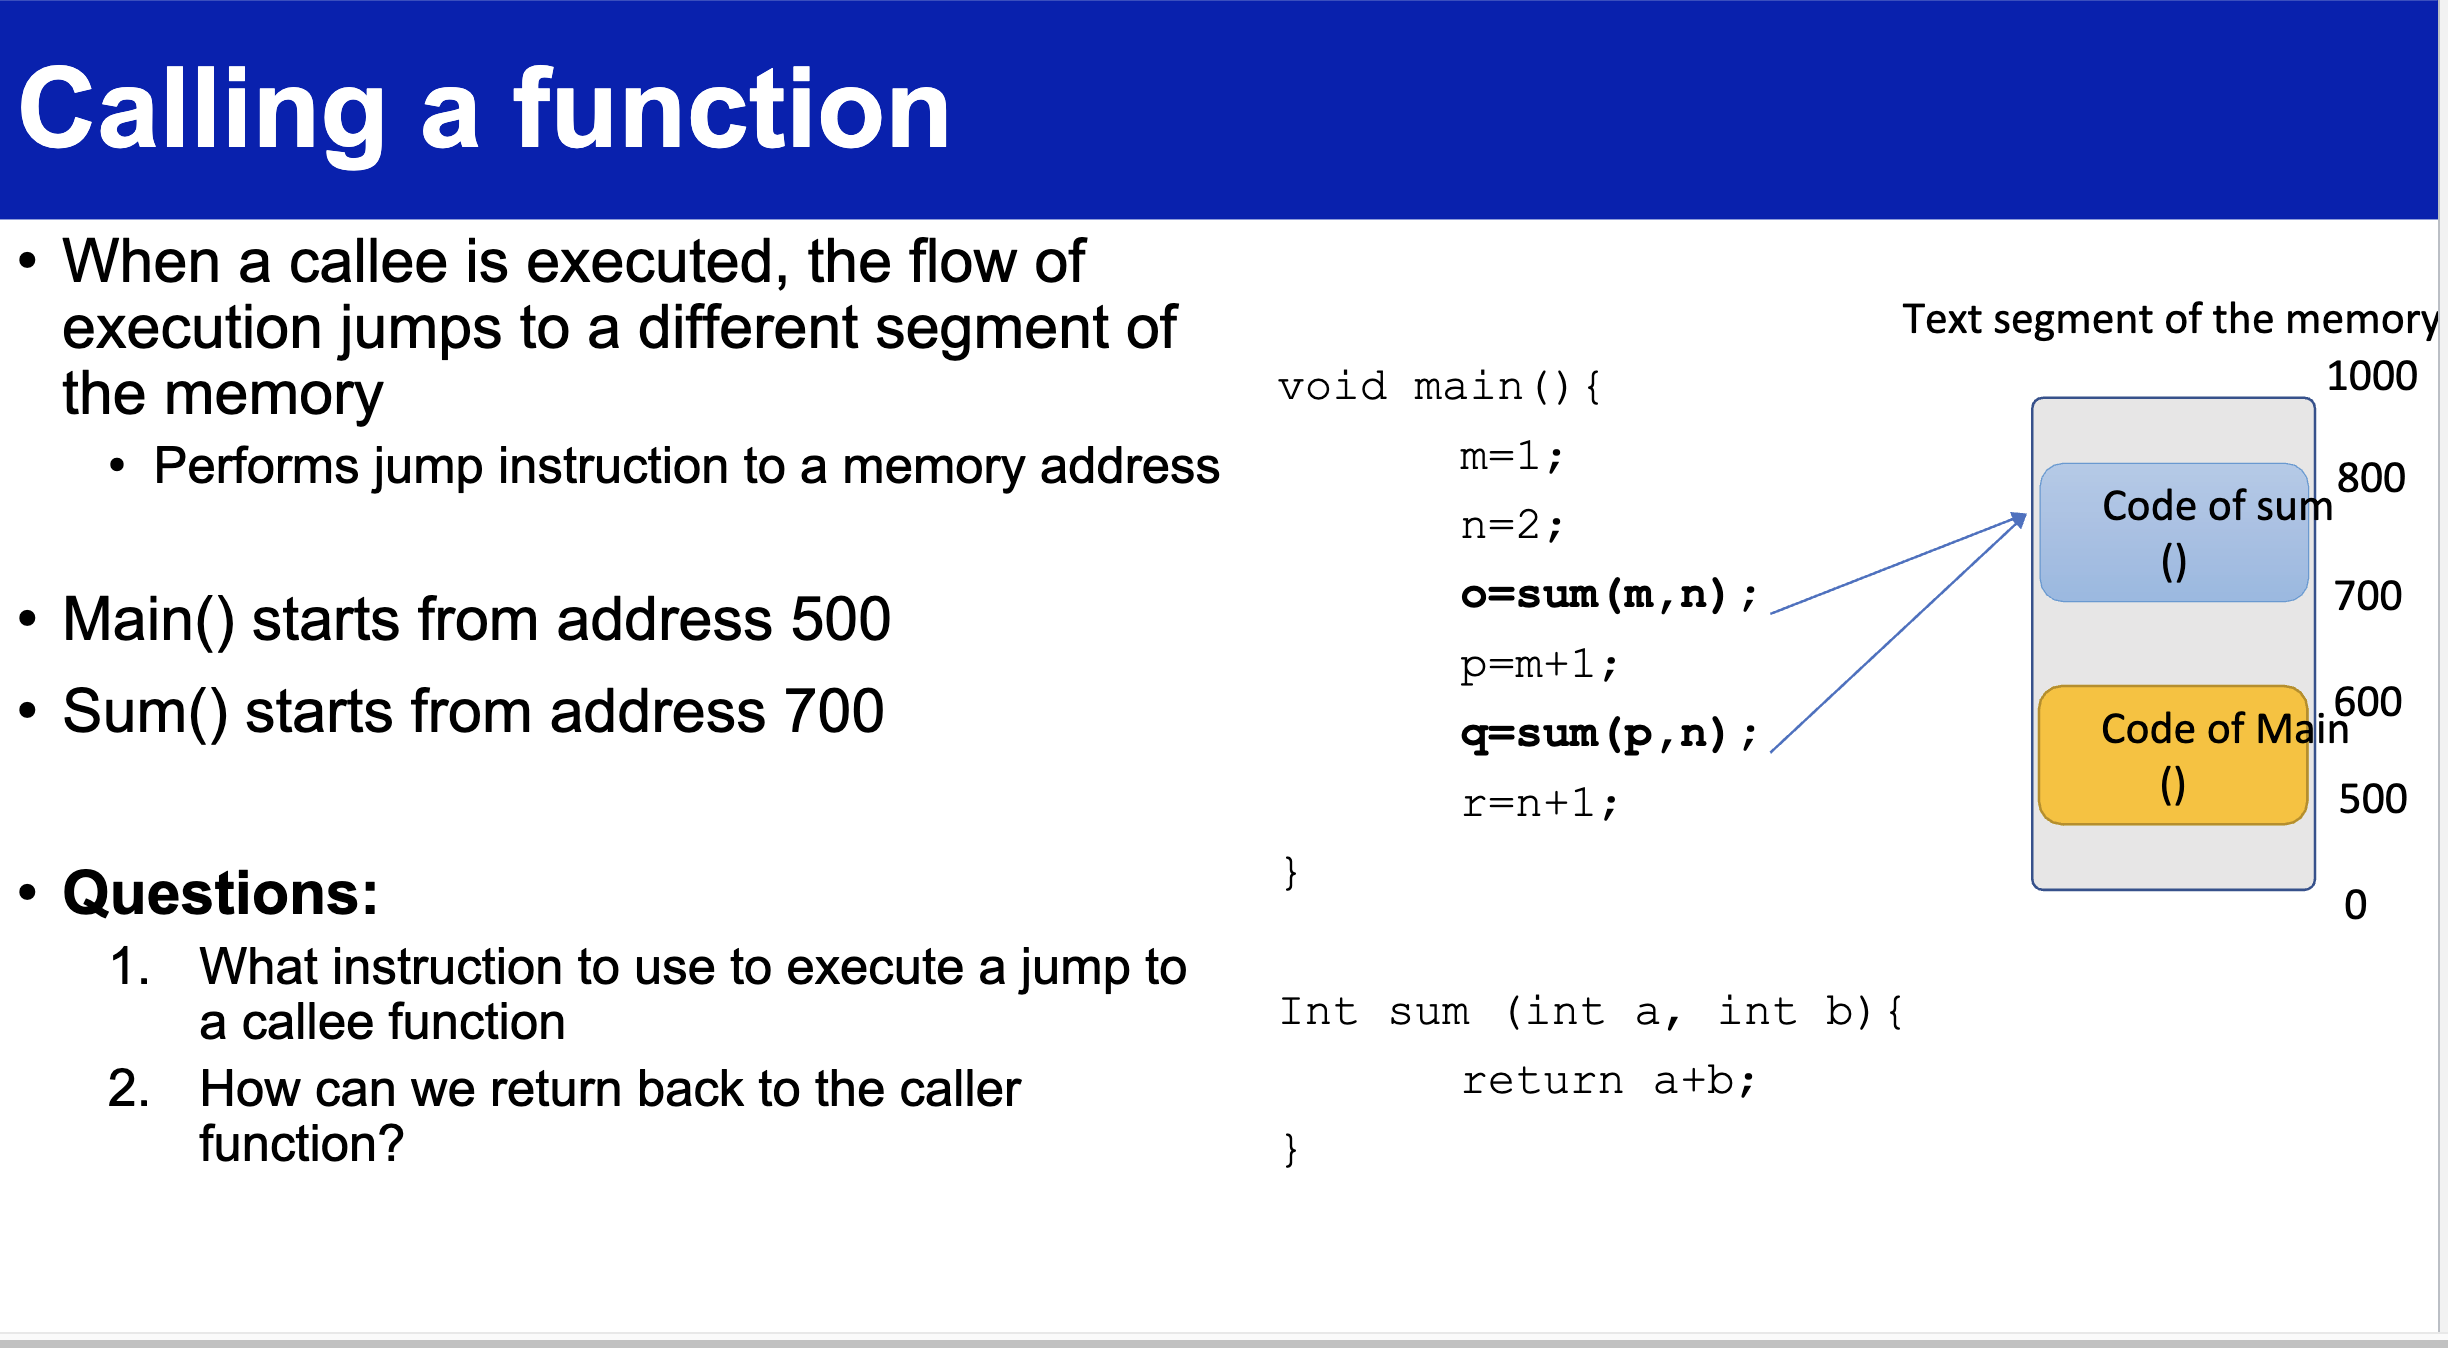 Calling a function
• When a callee is executed, the flow of
execution jumps to a different segment of
the memory
• Performs jump instruction to a memory address
• Main() starts from address 500
• Sum() starts from address 700
• Questions:
1. What instruction to use to execute a jump to
a callee function
2. How can we return back to the caller
function?
void main(){
m=1;
n=2;
o=sum(m,n);
p=m+1;
q=sum(p,n);
r=n+1;
}
Int sum (int a, int b){
return a+b;
}
Text segment of the memory
1000
800
Code of sum
()
700
600
Code of Main
()
500
0